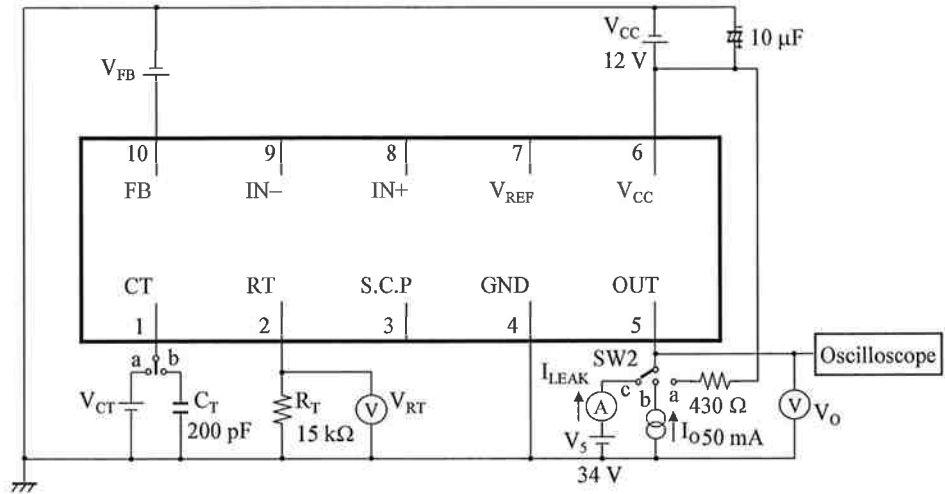 V_CC
12 V
10 μF
V_FB
10 9 8 7 6
FB IN− IN+ V_REF V_CC
CT RT S.C.P GND OUT
1 2 3 4 5
a b
SW2
Oscilloscope
I_LEAK
c b a
V_CT
C_T
200 pF
R_T
15 kΩ
V
V_RT
A
V_5
34 V
I_O 50 mA
430 Ω
V
V_O